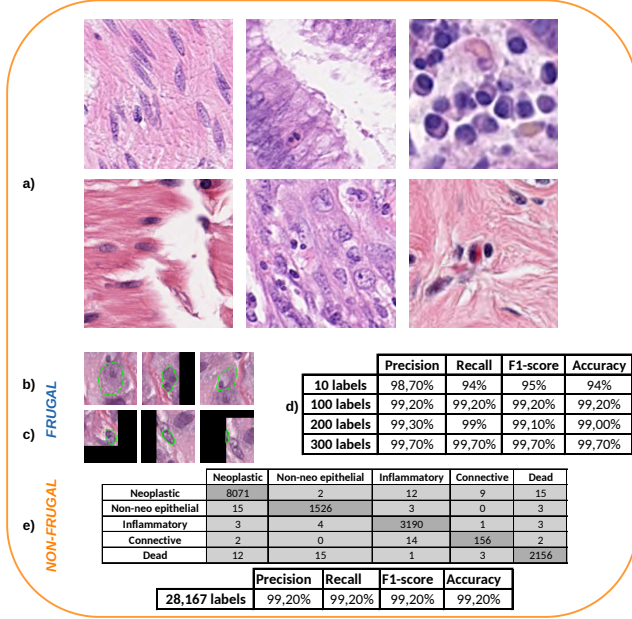 a)
b)
c)
FRUGAL
d)
Precision Recall F1-score Accuracy
10 labels 98,70% 94% 95% 94%
100 labels 99,20% 99,20% 99,20% 99,20%
200 labels 99,30% 99% 99,10% 99,00%
300 labels 99,70% 99,70% 99,70% 99,70%
e)
NON-FRUGAL
Neoplastic Non-neo epithelial Inflammatory Connective Dead
Neoplastic 8071 2 12 9 15
Non-neo epithelial 15 1526 3 0 3
Inflammatory 3 4 3190 1 3
Connective 2 0 14 156 2
Dead 12 15 1 3 2156
Precision Recall F1-score Accuracy
28,167 labels 99,20% 99,20% 99,20% 99,20%